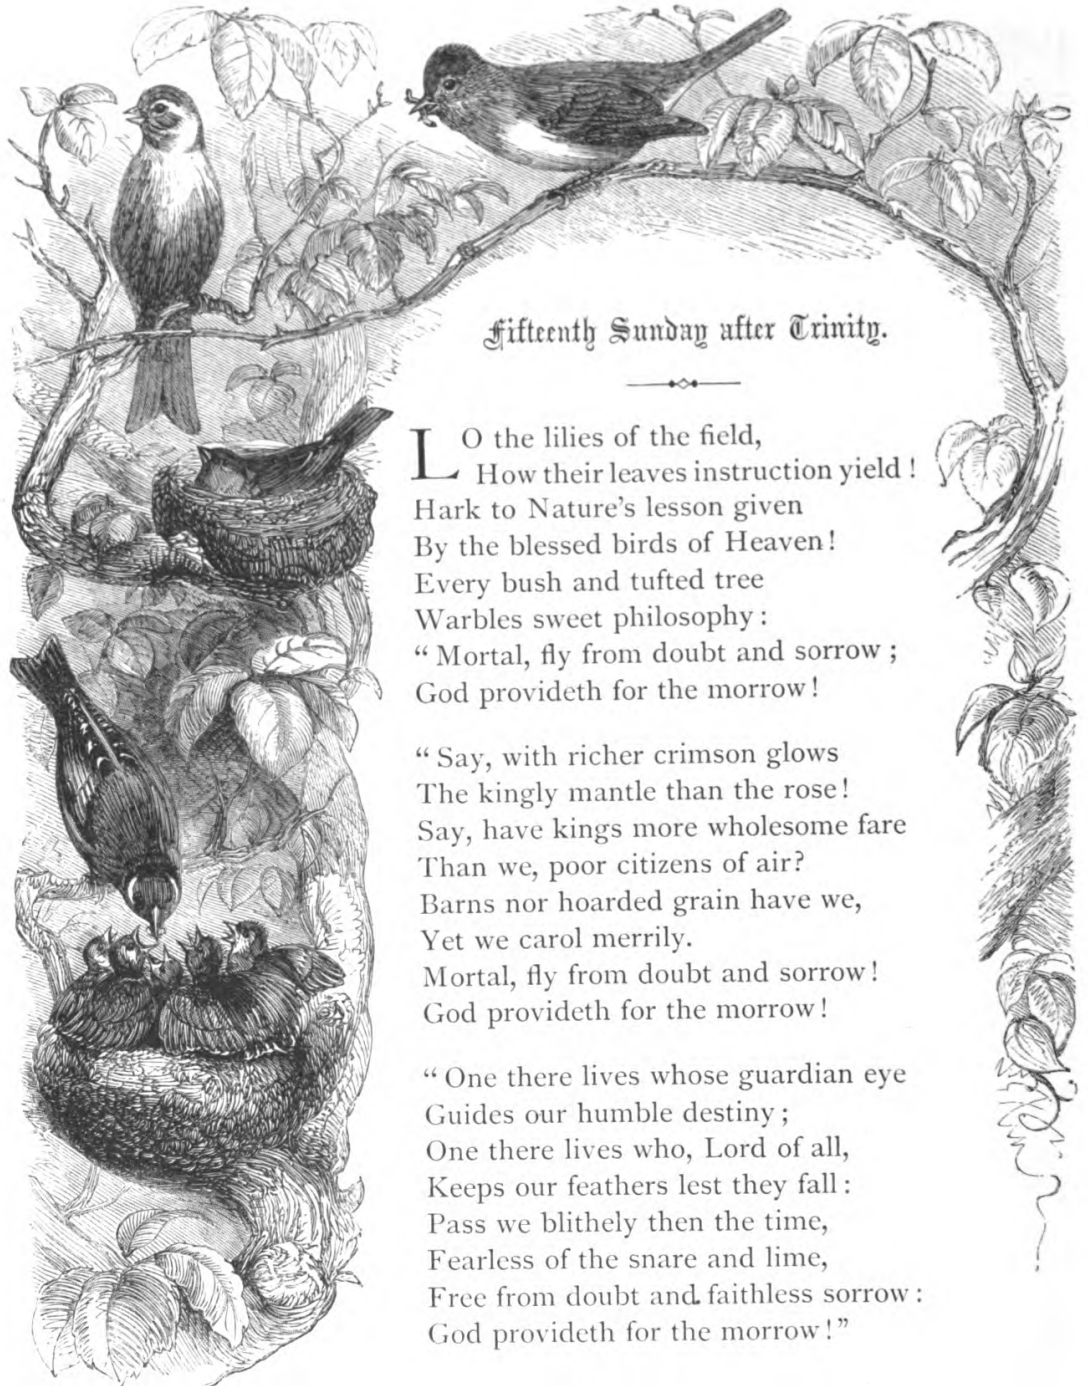 Fifteenth Sunday after Trinity.
LO the lilies of the field,
How their leaves instruction yield!
Hark to Nature's lesson given
By the blessed birds of Heaven!
Every bush and tufted tree
Warbles sweet philosophy:
“Mortal, fly from doubt and sorrow;
God provideth for the morrow!
“Say, with richer crimson glows
The kingly mantle than the rose!
Say, have kings more wholesome fare
Than we, poor citizens of air?
Barns nor hoarded grain have we,
Yet we carol merrily.
Mortal, fly from doubt and sorrow!
God provideth for the morrow!
“One there lives whose guardian eye
Guides our humble destiny;
One there lives who, Lord of all,
Keeps our feathers lest they fall:
Pass we blithely then the time,
Fearless of the snare and lime,
Free from doubt and faithless sorrow:
God provideth for the morrow!”